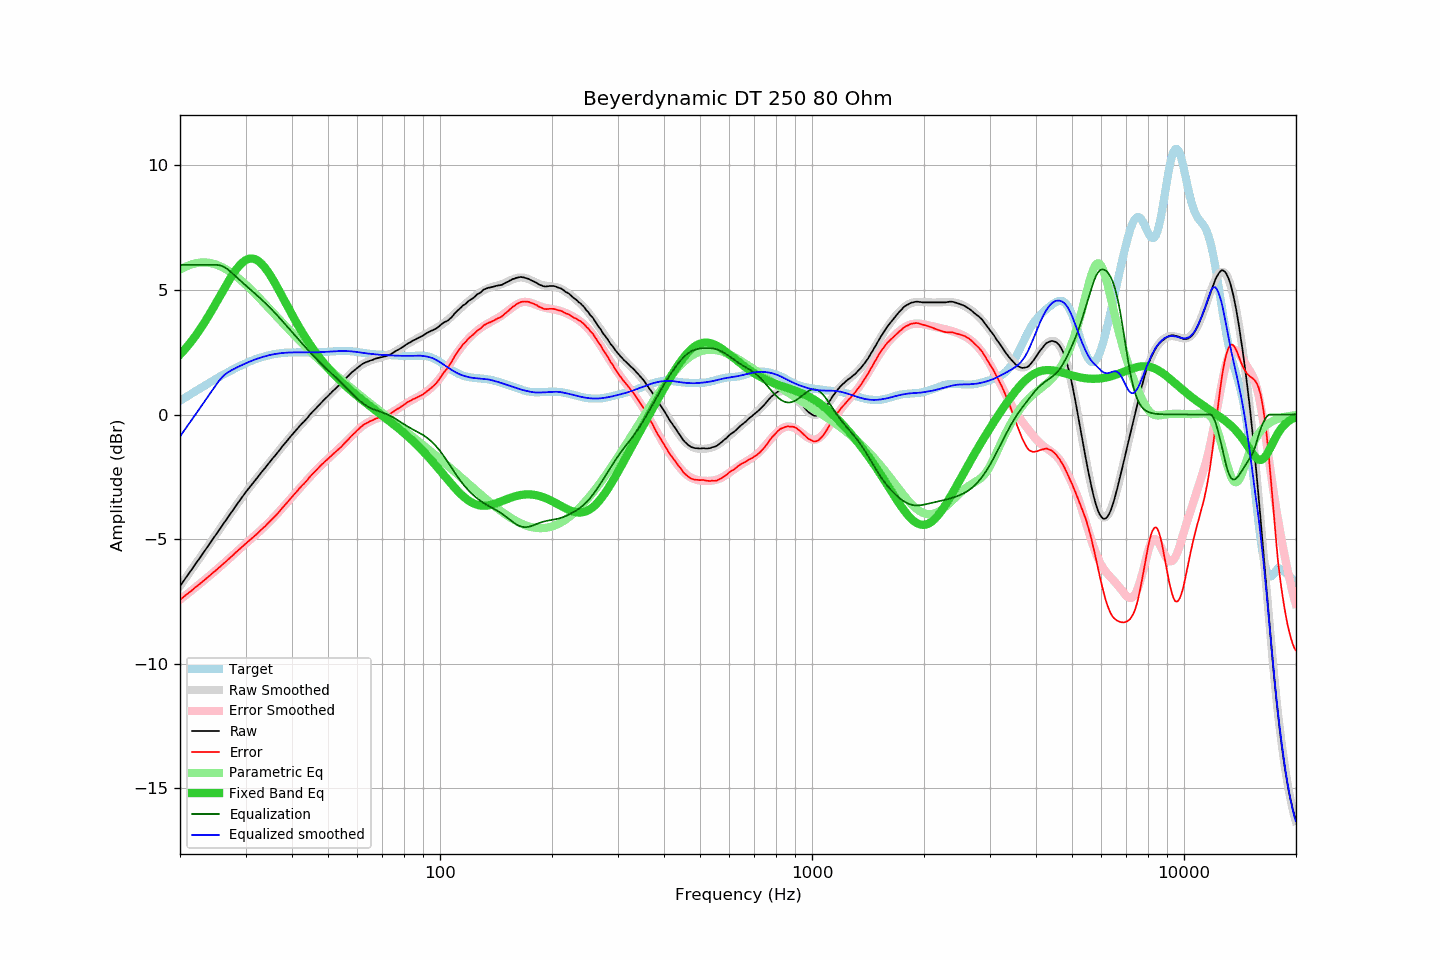 Beyerdynamic DT 250 80 Ohm
10
5
0
−5
−10
−15
Amplitude (dBr)
Target
Raw Smoothed
Error Smoothed
Raw
Error
Parametric Eq
Fixed Band Eq
Equalization
Equalized smoothed
100
1000
10000
Frequency (Hz)